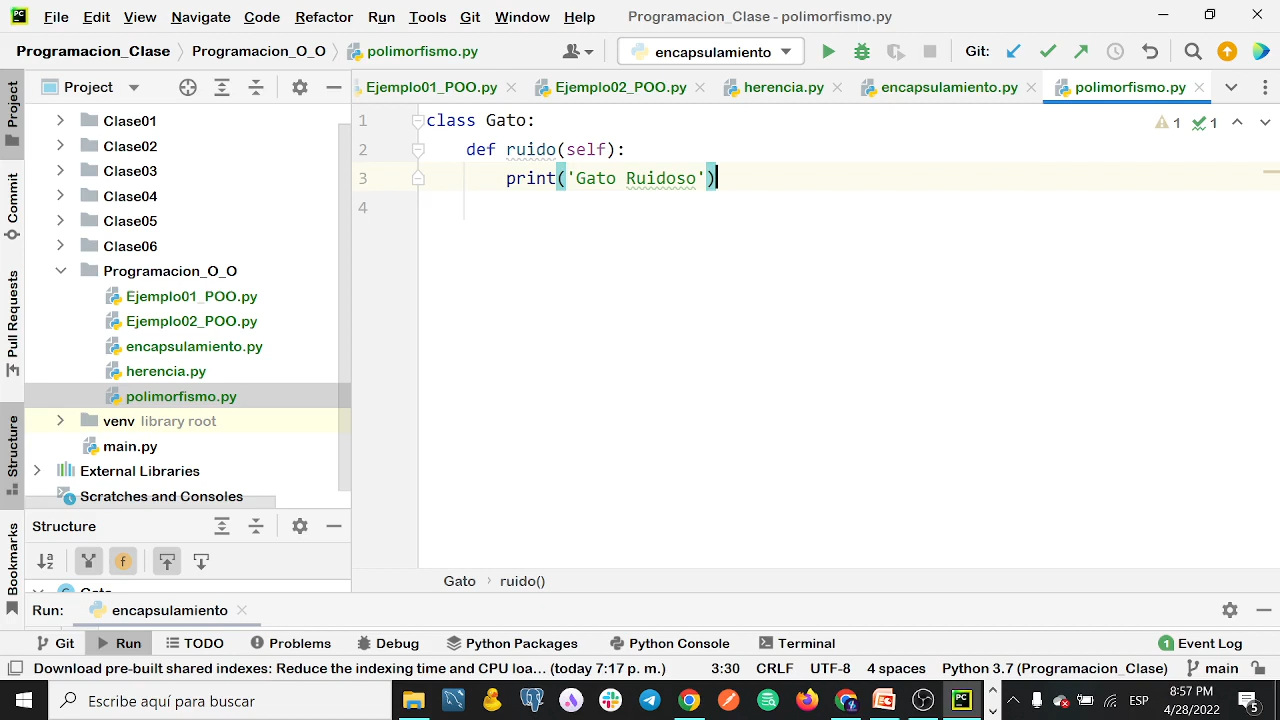 PC File Edit View Navigate Code Refactor Run Tools Git Window Help Programacion_Clase - polimorfismo.py
Programacion_Clase Programacion_O_O polimorfismo.py encapsulamiento Git:
Project Ejemplo01_POO.py Ejemplo02_POO.py herencia.py encapsulamiento.py polimorfismo.py
Project
Commit
Pull Requests
Structure
Bookmarks
Clase01
Clase02
Clase03
Clase04
Clase05
Clase06
Programacion_O_O
Ejemplo01_POO.py
Ejemplo02_POO.py
encapsulamiento.py
herencia.py
polimorfismo.py
venv library root
main.py
External Libraries
Scratches and Consoles
Structure
Gato
1 class Gato:
2 def ruido(self):
3 print('Gato Ruidoso')
4
1 1
Gato ruido()
Run: encapsulamiento
Git Run TODO Problems Debug Python Packages Python Console Terminal 1 Event Log
Download pre-built shared indexes: Reduce the indexing time and CPU loa... (today 7:17 p. m.) 3:30 CRLF UTF-8 4 spaces Python 3.7 (Programacion_Clase) main
Escribe aquí para buscar ESP 8:57 PM
4/28/2022 5